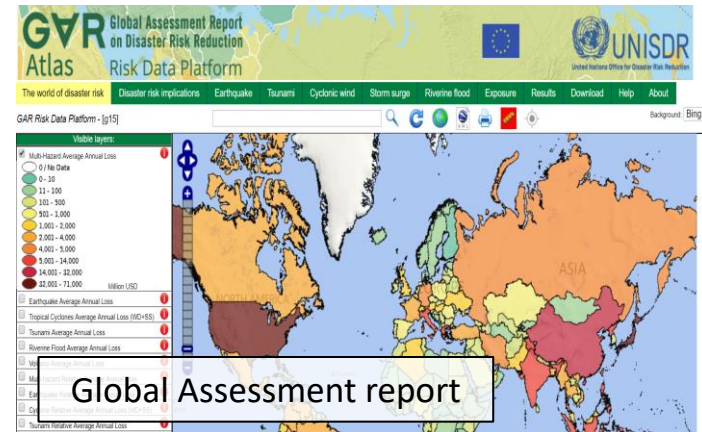 GAR Global Assessment Report
on Disaster Risk Reduction
Atlas Risk Data Platform
UNISDR
United Nations Office for Disaster Risk Reduction
The world of disaster risk Disaster risk implications Earthquake Tsunami Cyclonic wind Storm surge Riverine flood Exposure Results Download Help About
GAR Risk Data Platform - [g15]
Background: Bing
Visible layers:
Multi-Hazard Average Annual Loss
0 / No Data
0 - 10
11 - 100
101 - 500
501 - 1,000
1,001 - 2,000
2,001 - 4,000
4,001 - 5,000
5,001 - 14,000
14,001 - 32,000
32,001 - 71,000 Million USD
Earthquake Average Annual Loss
Tropical Cyclones Average Annual Loss (WD+SS)
Tsunami Average Annual Loss
Riverine Flood Average Annual Loss
Tsunami Relative Average Annual Loss
ASIA
Global Assessment report